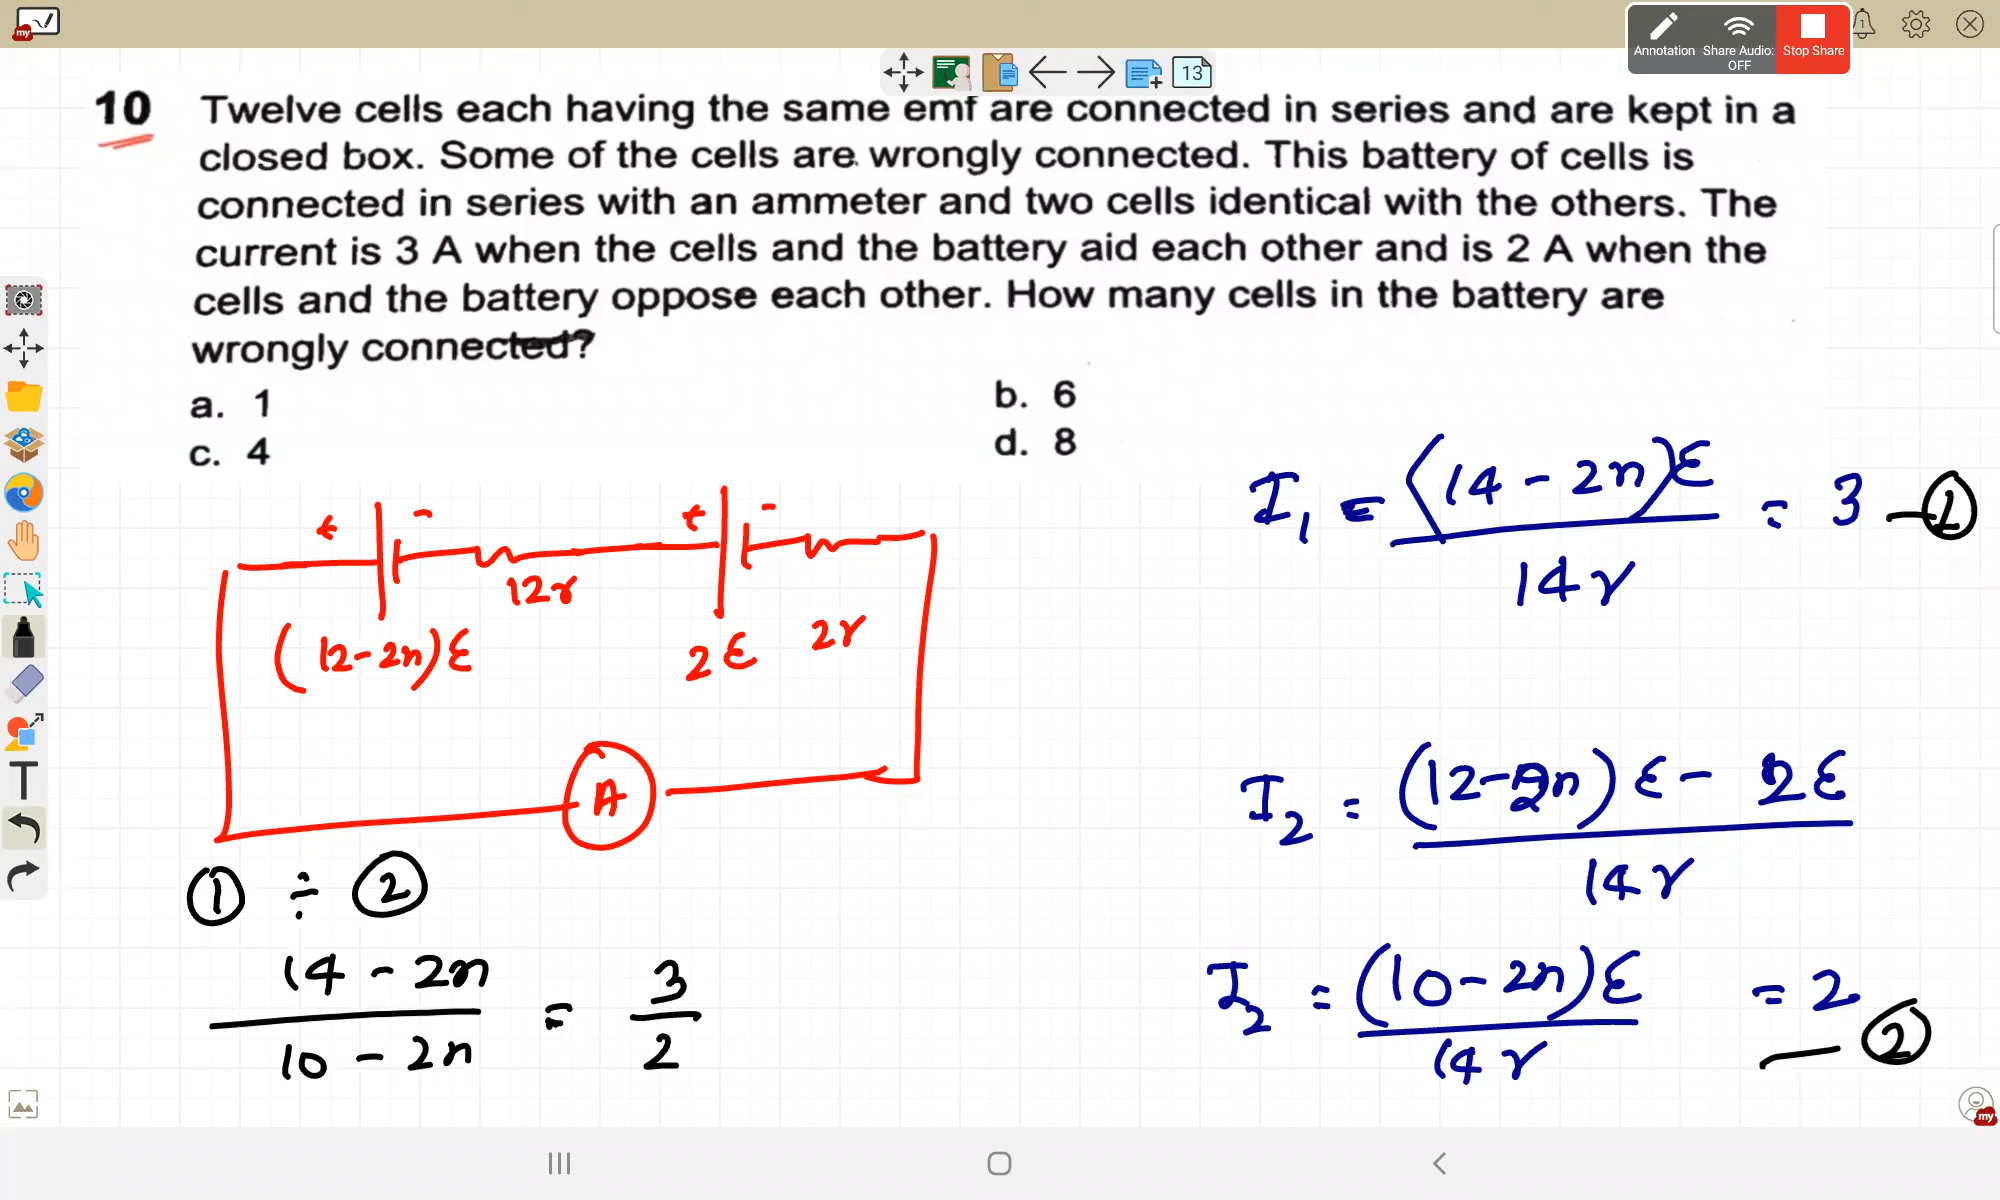 my
Annotation
Share Audio: OFF
Stop Share
1
13
10 Twelve cells each having the same emf are connected in series and are kept in a
closed box. Some of the cells are wrongly connected. This battery of cells is
connected in series with an ammeter and two cells identical with the others. The
current is 3 A when the cells and the battery aid each other and is 2 A when the
cells and the battery oppose each other. How many cells in the battery are
wrongly connected?
a. 1
b. 6
c. 4
d. 8
I₁ = (14 - 2n)ε / 14r = 3 — ①
+ - + -
12r
(12-2n)ε
2ε 2r
A
I₂ = (12-2n)ε - 2ε / 14r
① ÷ ②
14 - 2n / 10 - 2n = 3 / 2
I₂ = (10-2n)ε / 14r = 2 — ②
T
my